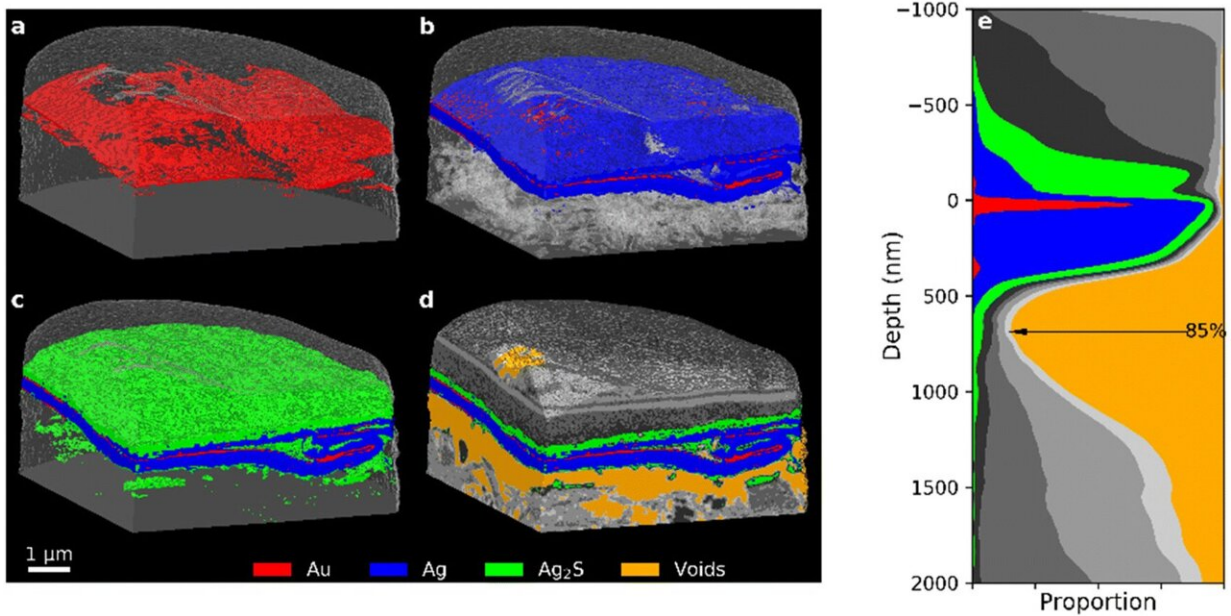 a
b
c
d
1 μm
Au
Ag
Ag₂S
Voids
e
−1000
−500
0
500
1000
1500
2000
Depth (nm)
85%
Proportion